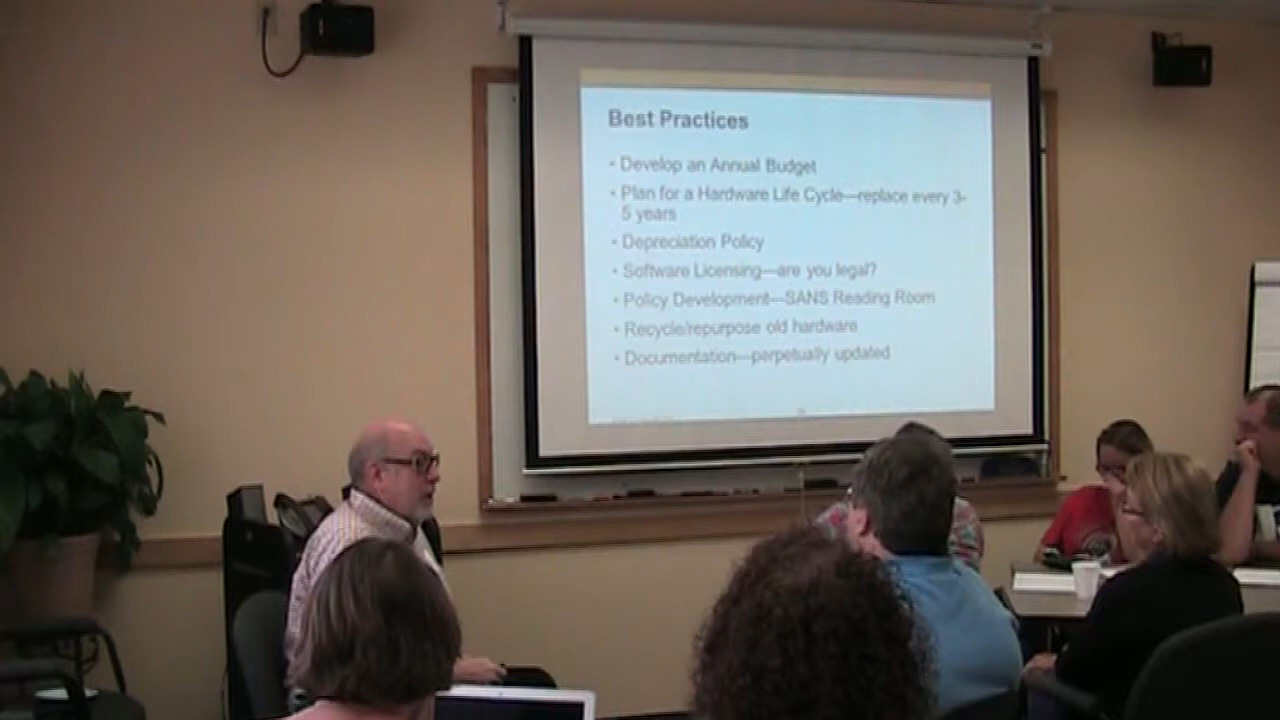 Best Practices
• Develop an Annual Budget
• Plan for a Hardware Life Cycle—replace every 3-
5 years
• Depreciation Policy
• Software Licensing—are you legal?
• Policy Development—SANS Reading Room
• Recycle/repurpose old hardware
• Documentation—perpetually updated